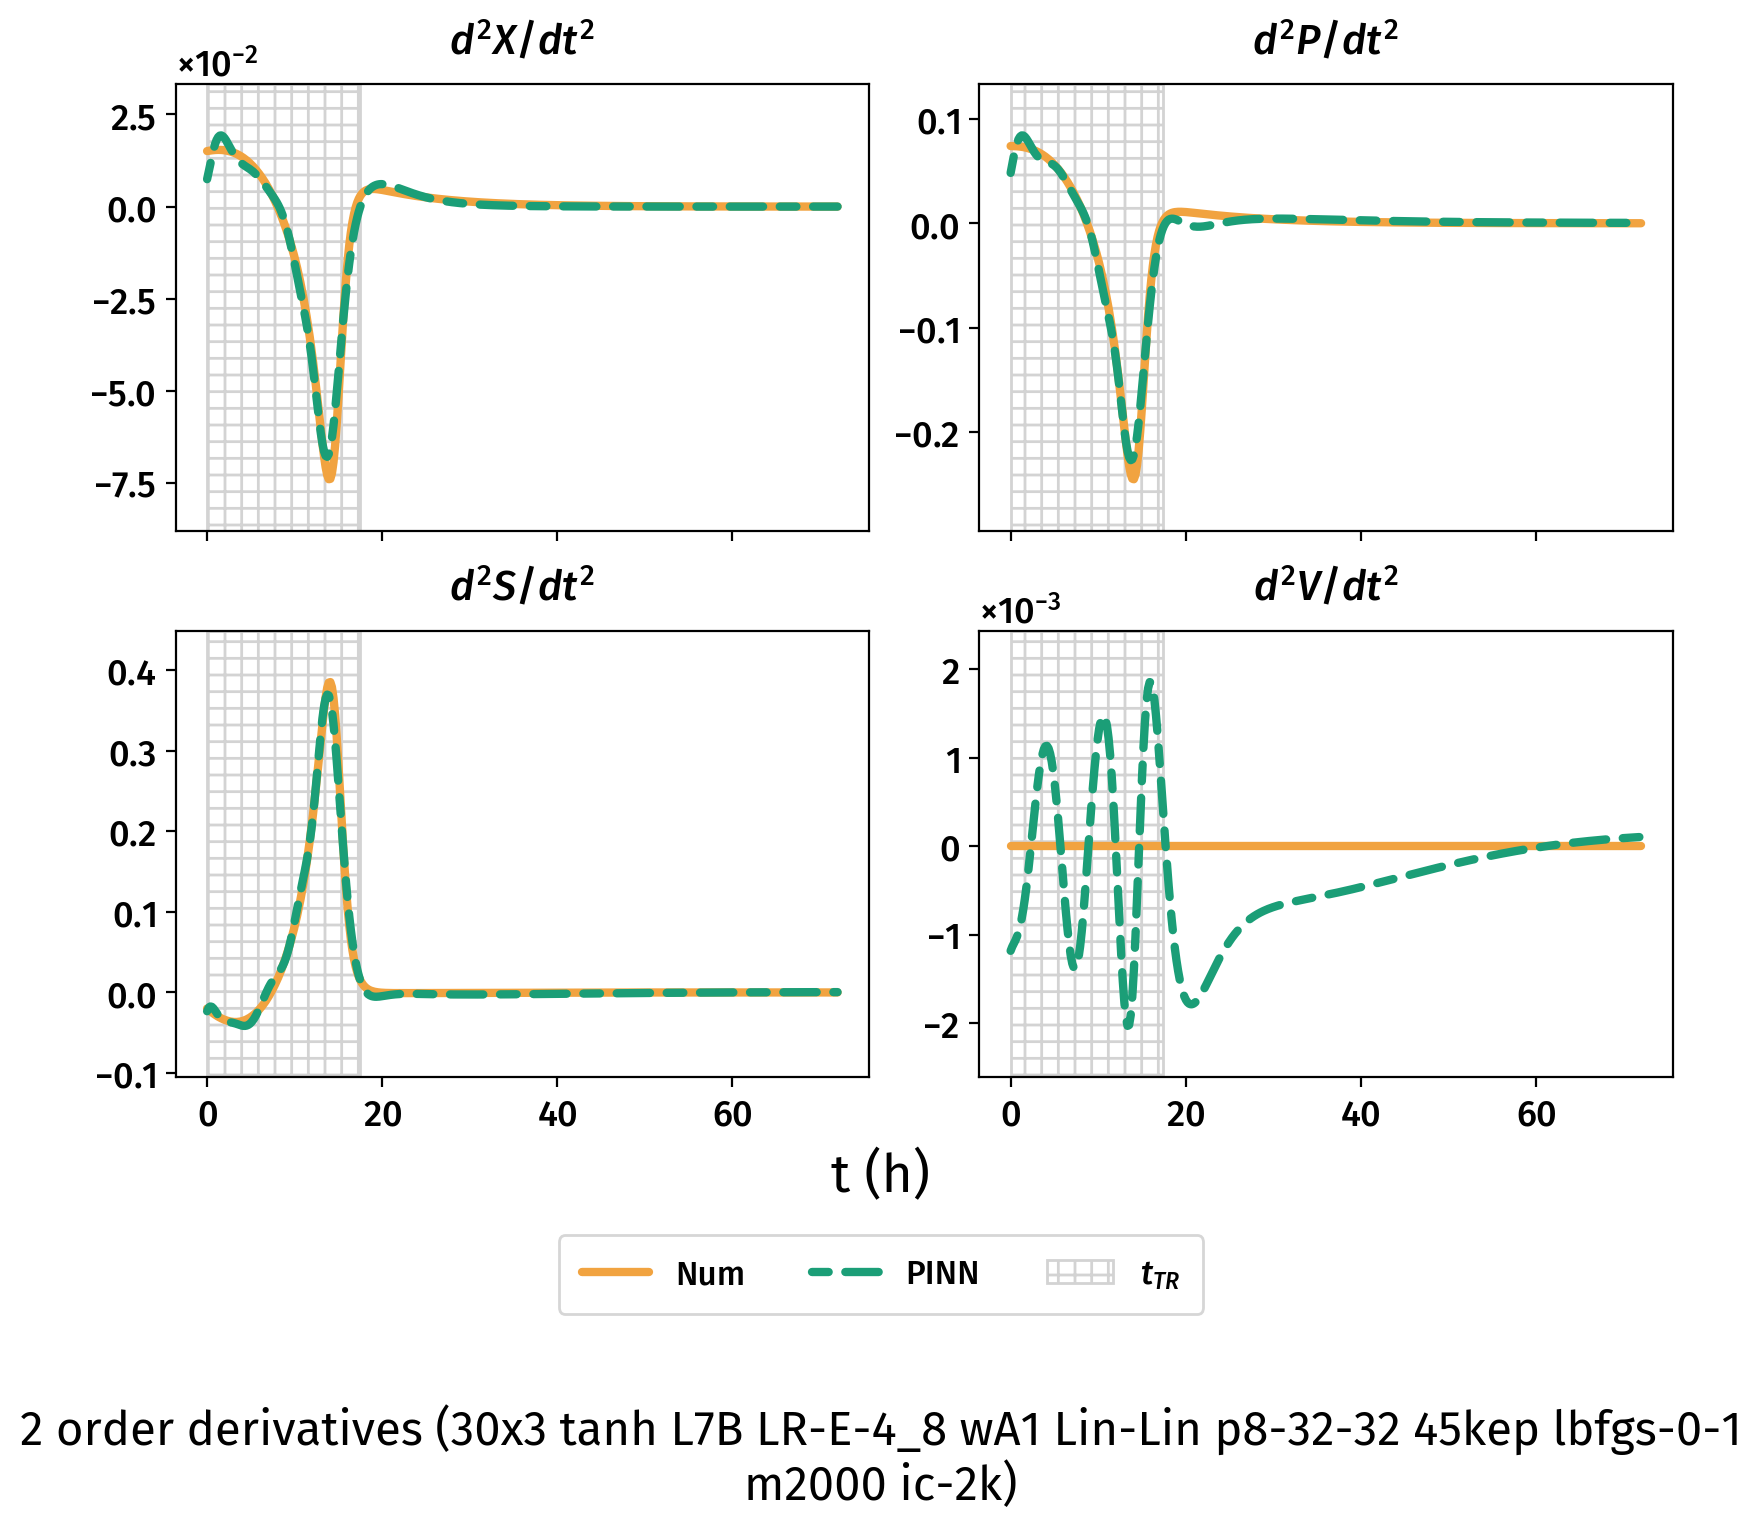 d²X/dt²
d²P/dt²
×10⁻²
2.5
0.0
−2.5
−5.0
−7.5
0.1
0.0
−0.1
−0.2
d²S/dt²
d²V/dt²
×10⁻³
0.4
0.3
0.2
0.1
0.0
−0.1
2
1
0
−1
−2
0 20 40 60
0 20 40 60
t (h)
Num PINN t_TR
2 order derivatives (30x3 tanh L7B LR-E-4_8 wA1 Lin-Lin p8-32-32 45kep lbfgs-0-1
m2000 ic-2k)